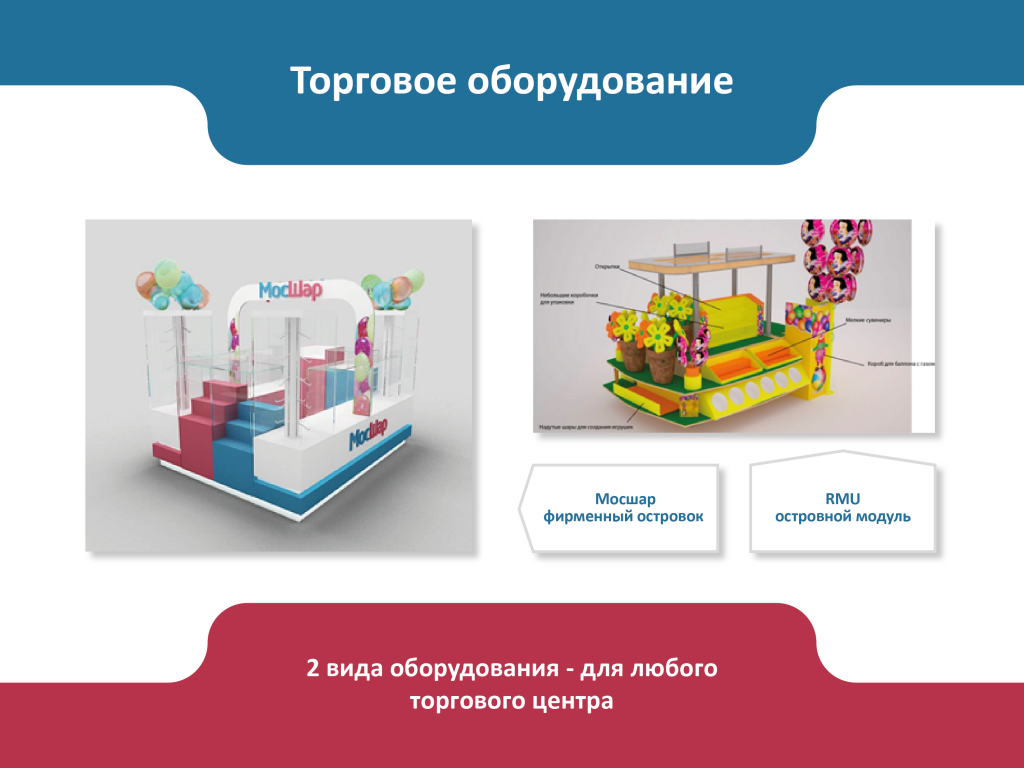 Торговое оборудование
МосШар
МосШар
Открытки
Небольшие коробочки
для упаковки
Мелкие сувениры
Короб для баллона с газом
Надутые шары для создания игрушек
Мосшар
фирменный островок
RMU
островной модуль
2 вида оборудования - для любого
торгового центра